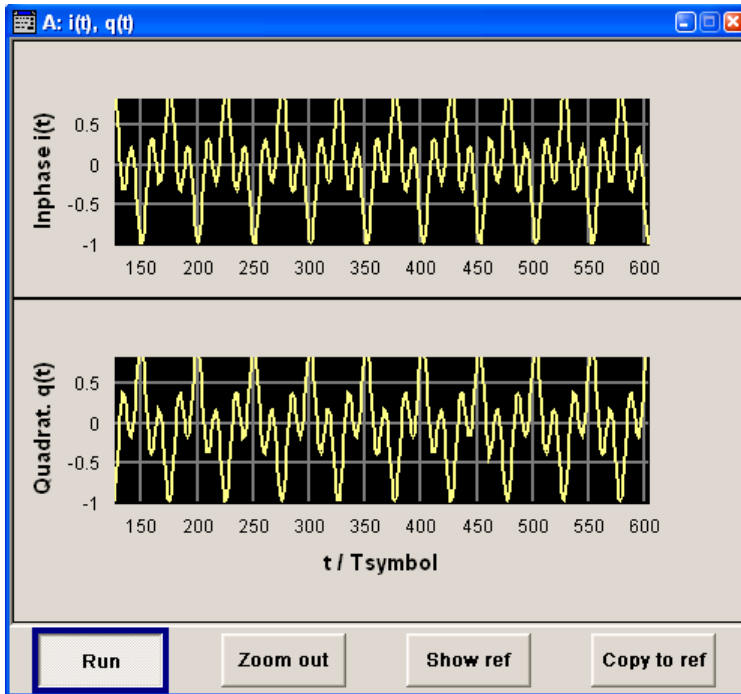 A: i(t), q(t)
Inphase i(t)
0.5
0
-0.5
-1
150 200 250 300 350 400 450 500 550 600
Quadrat. q(t)
0.5
0
-0.5
-1
150 200 250 300 350 400 450 500 550 600
t / Tsymbol
Run Zoom out Show ref Copy to ref